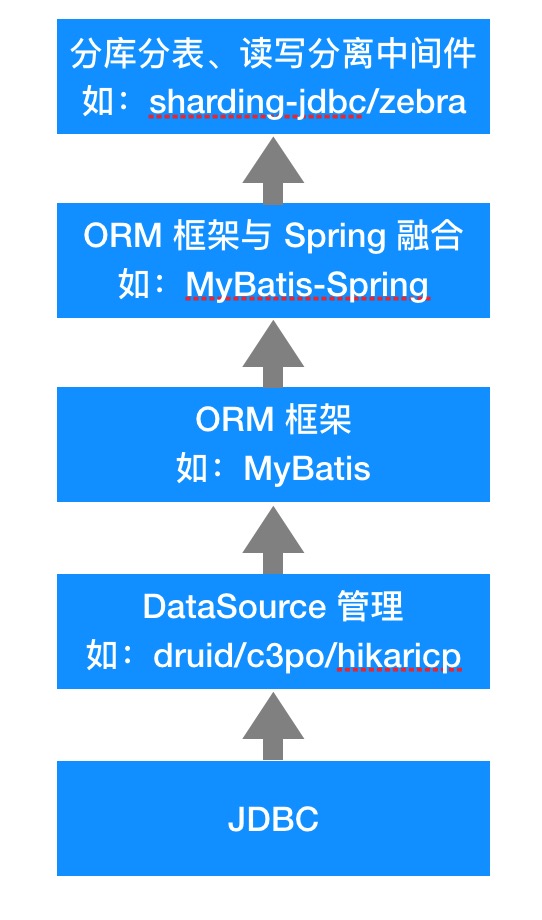 分库分表、读写分离中间件
如：sharding-jdbc/zebra
ORM 框架与 Spring 融合
如：MyBatis-Spring
ORM 框架
如：MyBatis
DataSource 管理
如：druid/c3po/hikaricp
JDBC